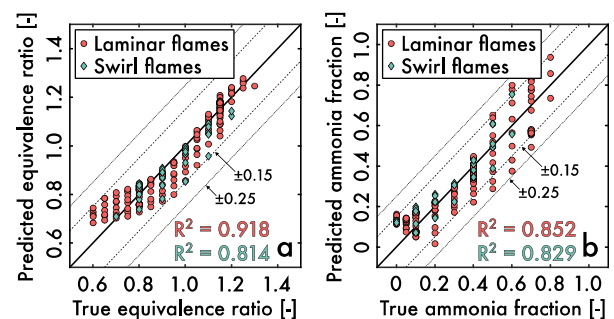 Predicted equivalence ratio [-]
1.4
1.2
1.0
0.8
0.6
Laminar flames
Swirl flames
±0.15
±0.25
R² = 0.918
R² = 0.814
a
0.6 0.8 1.0 1.2 1.4
True equivalence ratio [-]
Predicted ammonia fraction [-]
1.0
0.8
0.6
0.4
0.2
0
Laminar flames
Swirl flames
±0.15
±0.25
R² = 0.852
R² = 0.829
b
0 0.2 0.4 0.6 0.8 1.0
True ammonia fraction [-]